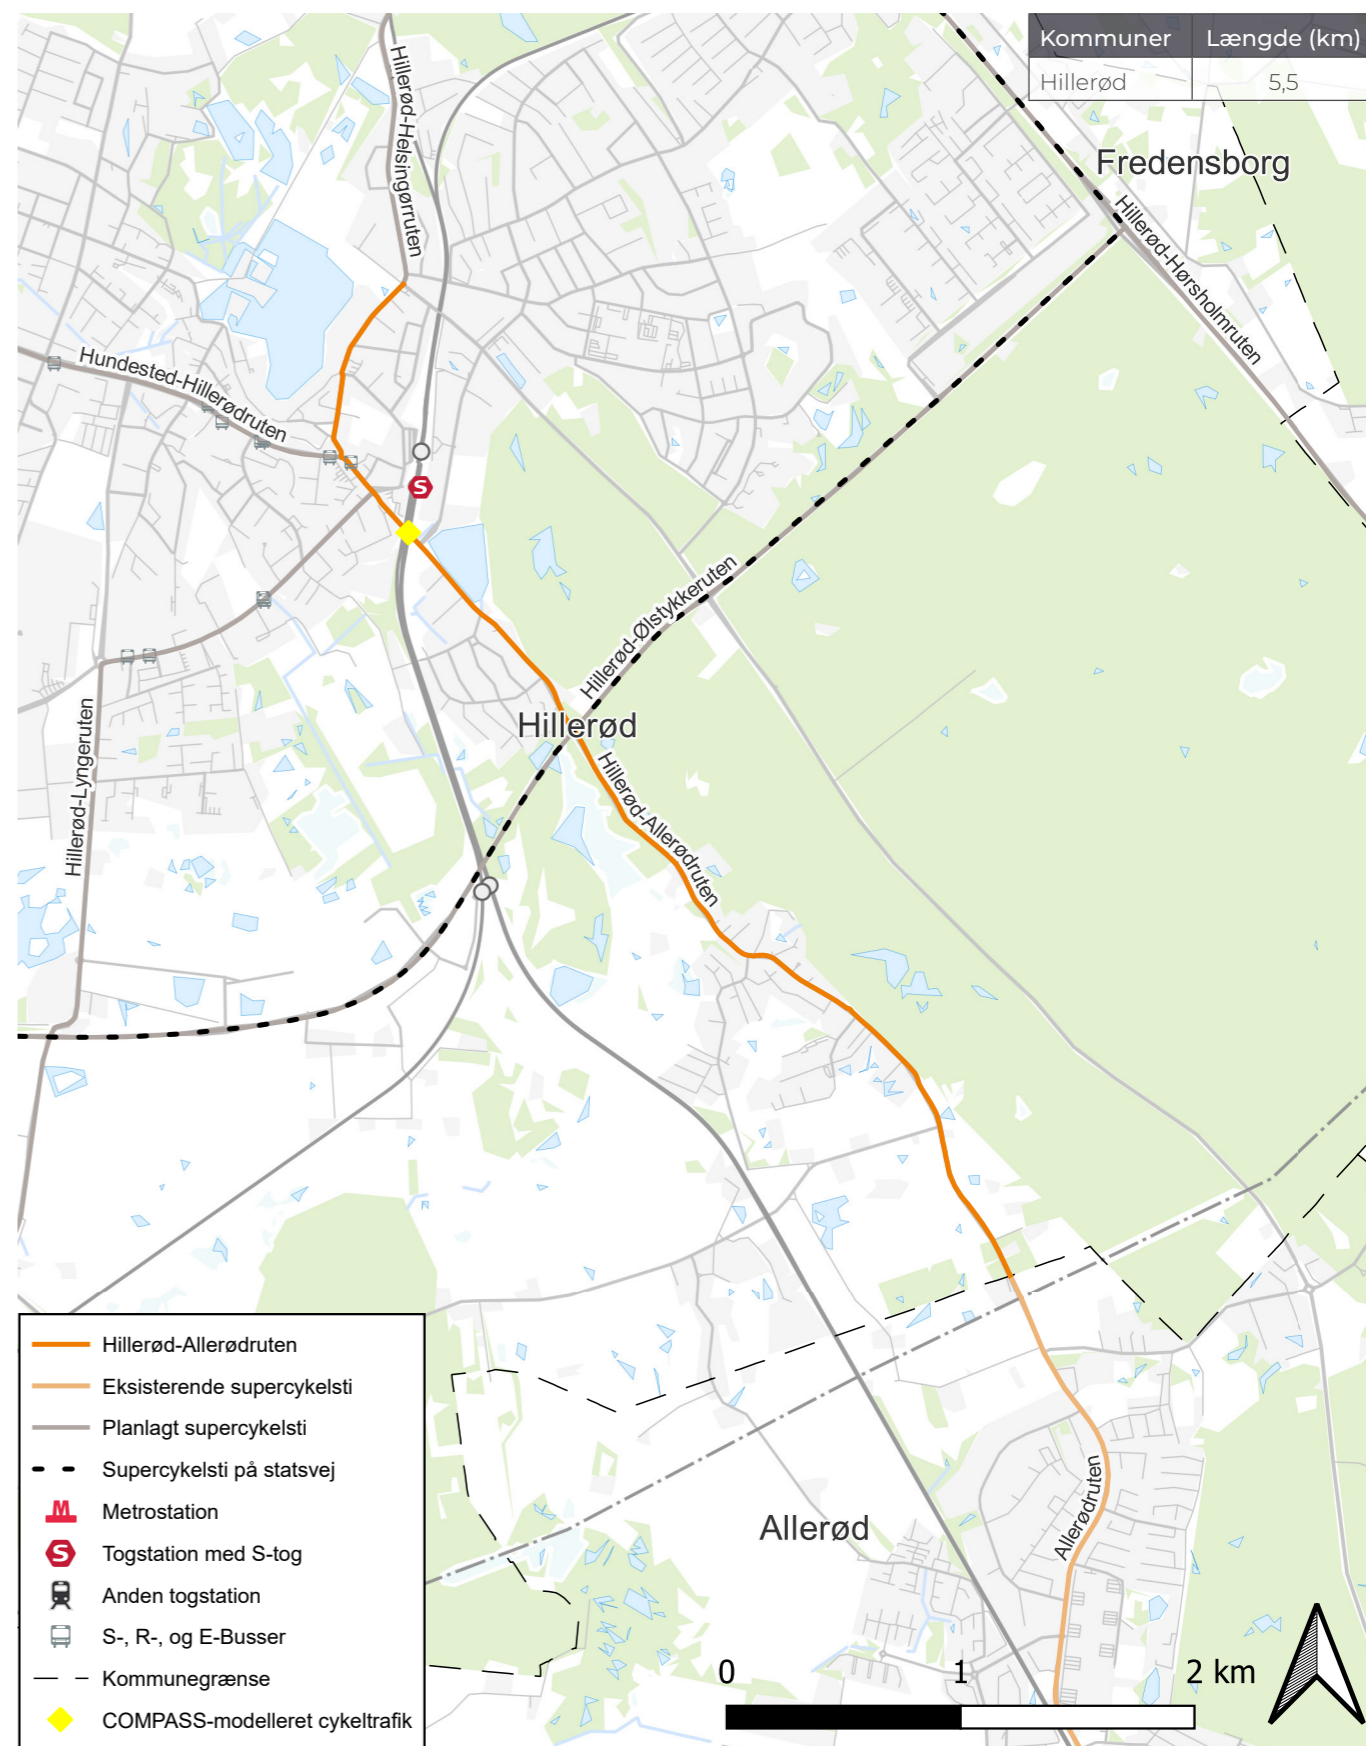 Kommuner Længde (km)
Hillerød 5,5
Hillerød-Helsingørruten
Fredensborg
Hillerød-Hørsholmruten
Hundested-Hillerødruten
S
Hillerød-Ølstykkeruten
Hillerød
Hillerød-Lyngeruten
Hillerød-Allerødruten
Allerødruten
Allerød
Hillerød-Allerødruten
Eksisterende supercykelsti
Planlagt supercykelsti
Supercykelsti på statsvej
M Metrostation
S Togstation med S-tog
Anden togstation
S-, R-, og E-Busser
Kommunegrænse
COMPASS-modelleret cykeltrafik
0 1 2 km